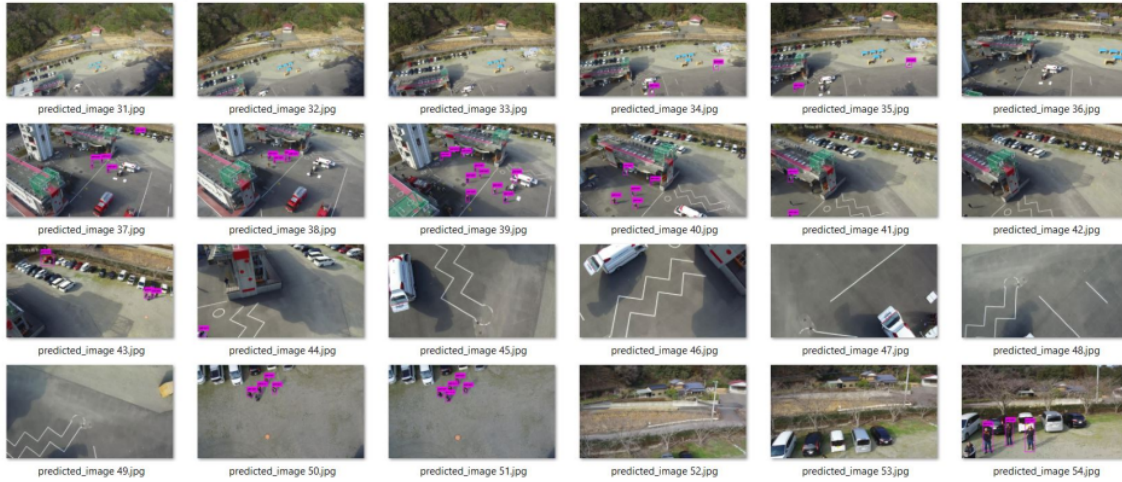 predicted_image 31.jpg predicted_image 32.jpg predicted_image 33.jpg predicted_image 34.jpg predicted_image 35.jpg predicted_image 36.jpg
predicted_image 37.jpg predicted_image 38.jpg predicted_image 39.jpg predicted_image 40.jpg predicted_image 41.jpg predicted_image 42.jpg
predicted_image 43.jpg predicted_image 44.jpg predicted_image 45.jpg predicted_image 46.jpg predicted_image 47.jpg predicted_image 48.jpg
predicted_image 49.jpg predicted_image 50.jpg predicted_image 51.jpg predicted_image 52.jpg predicted_image 53.jpg predicted_image 54.jpg